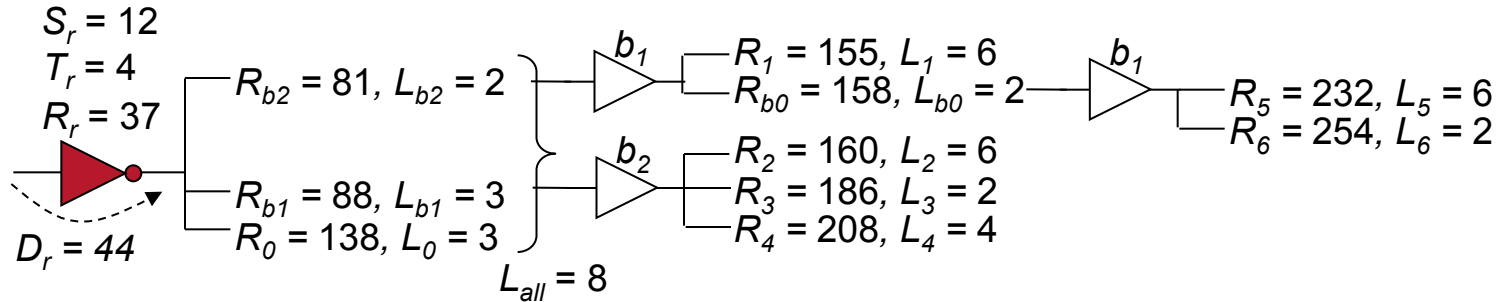 S_r = 12
T_r = 4
R_r = 37
D_r = 44
R_b2 = 81, L_b2 = 2
R_b1 = 88, L_b1 = 3
R_0 = 138, L_0 = 3
L_all = 8
b_1
R_1 = 155, L_1 = 6
R_b0 = 158, L_b0 = 2
b_2
R_2 = 160, L_2 = 6
R_3 = 186, L_3 = 2
R_4 = 208, L_4 = 4
b_1
R_5 = 232, L_5 = 6
R_6 = 254, L_6 = 2